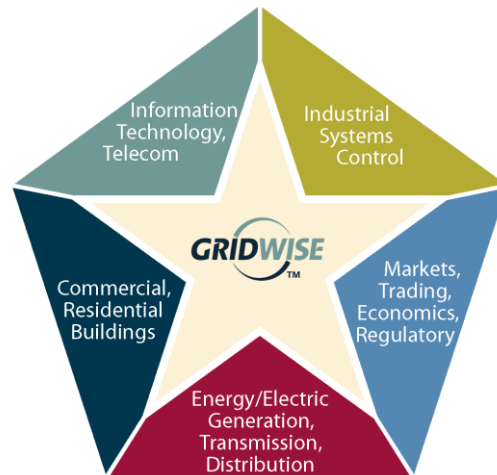 Information
Technology,
Telecom
Industrial
Systems
Control
GRIDWISE
TM
Commercial,
Residential
Buildings
Markets,
Trading,
Economics,
Regulatory
Energy/Electric
Generation,
Transmission,
Distribution